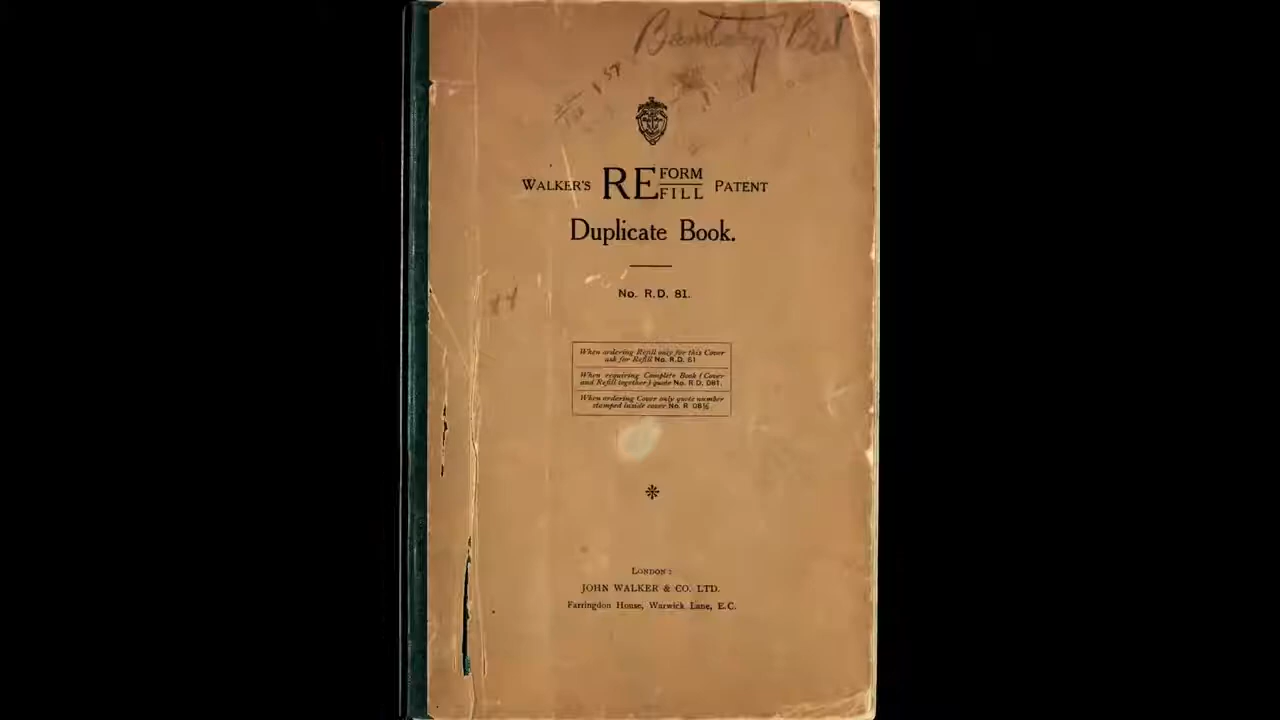 WALKER'S REFORM REFILL PATENT
Duplicate Book.
No. R.D. 81.
When ordering Refill only for this Cover
ask for Refill No. R.D. 81
When requiring Complete Book (Cover
and Refill together) quote No. R.D. 081.
When ordering Cover only quote number
stamped inside cover No. R 08½
LONDON:
JOHN WALKER & CO. LTD.
Farringdon House, Warwick Lane, E.C.